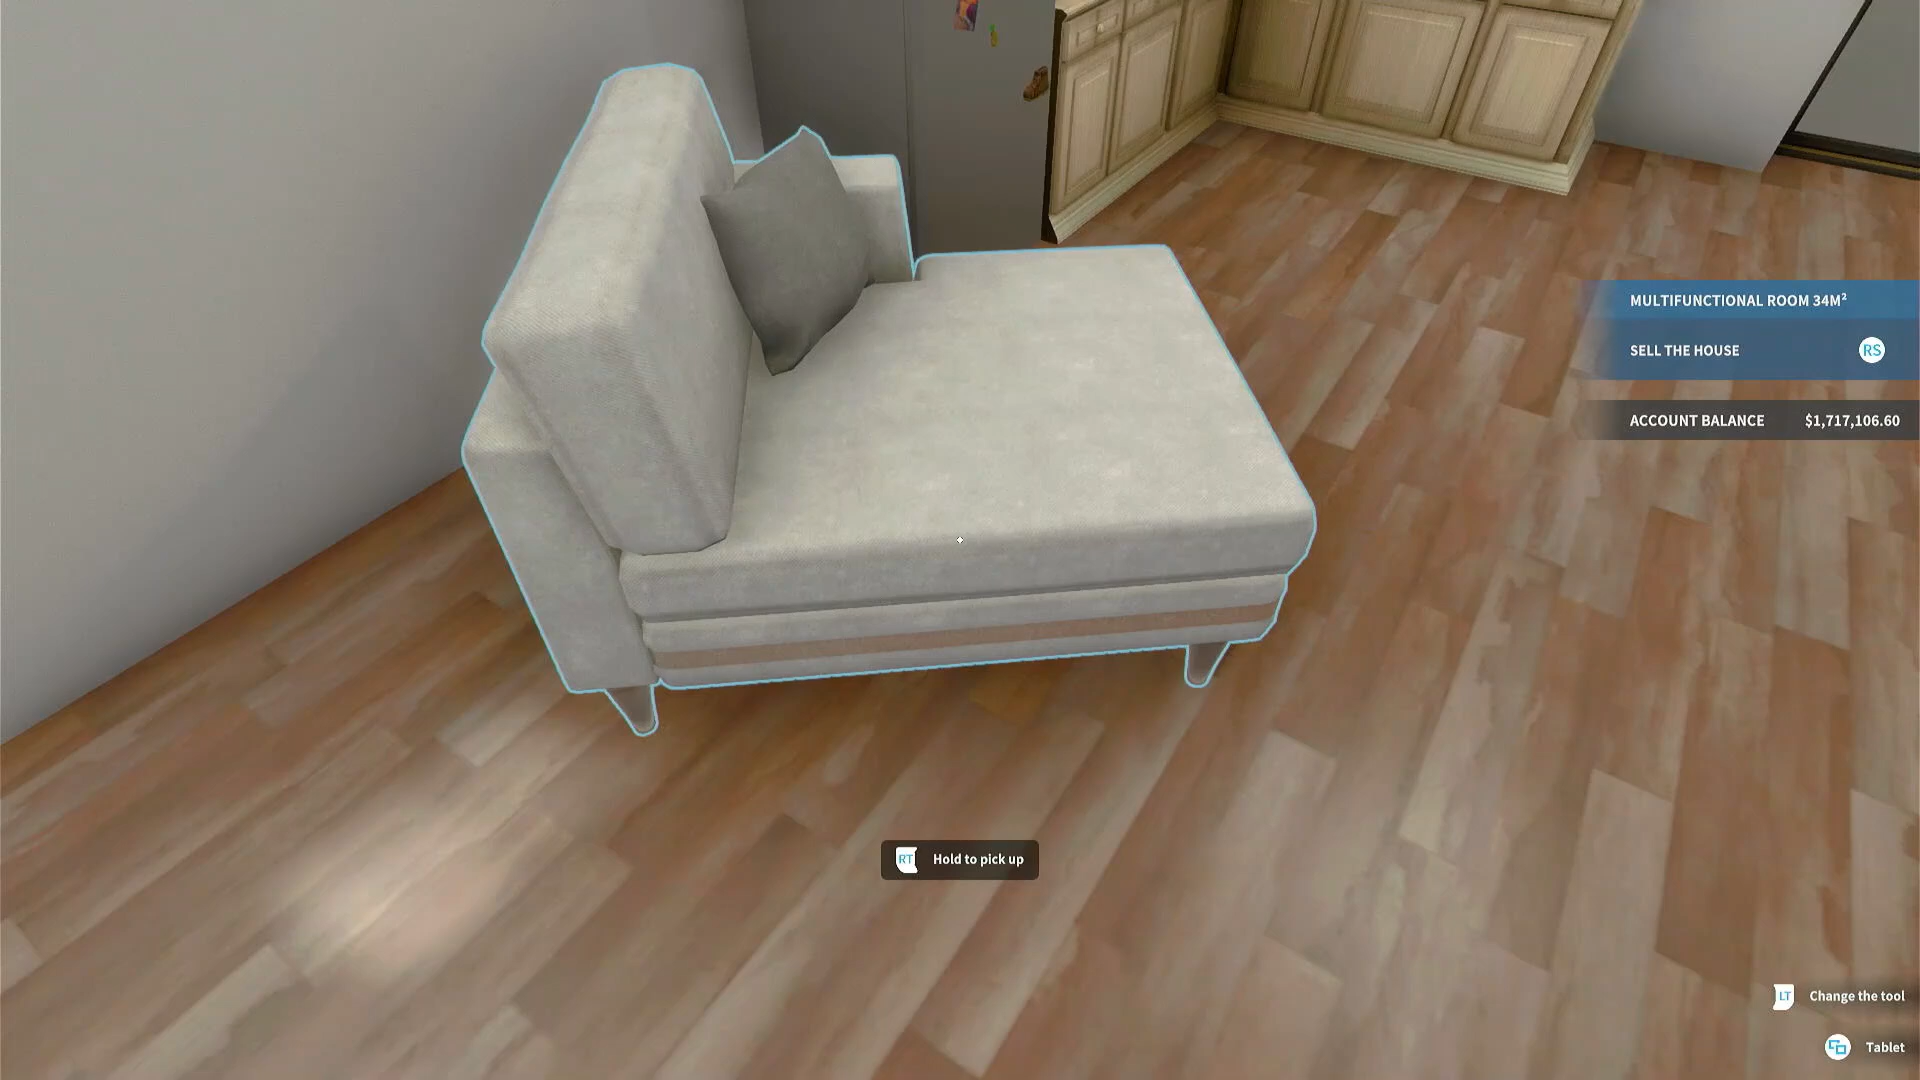 MULTIFUNCTIONAL ROOM 34M²
SELL THE HOUSE RS
ACCOUNT BALANCE $1,717,106.60
RT Hold to pick up
LT Change the tool
Tablet